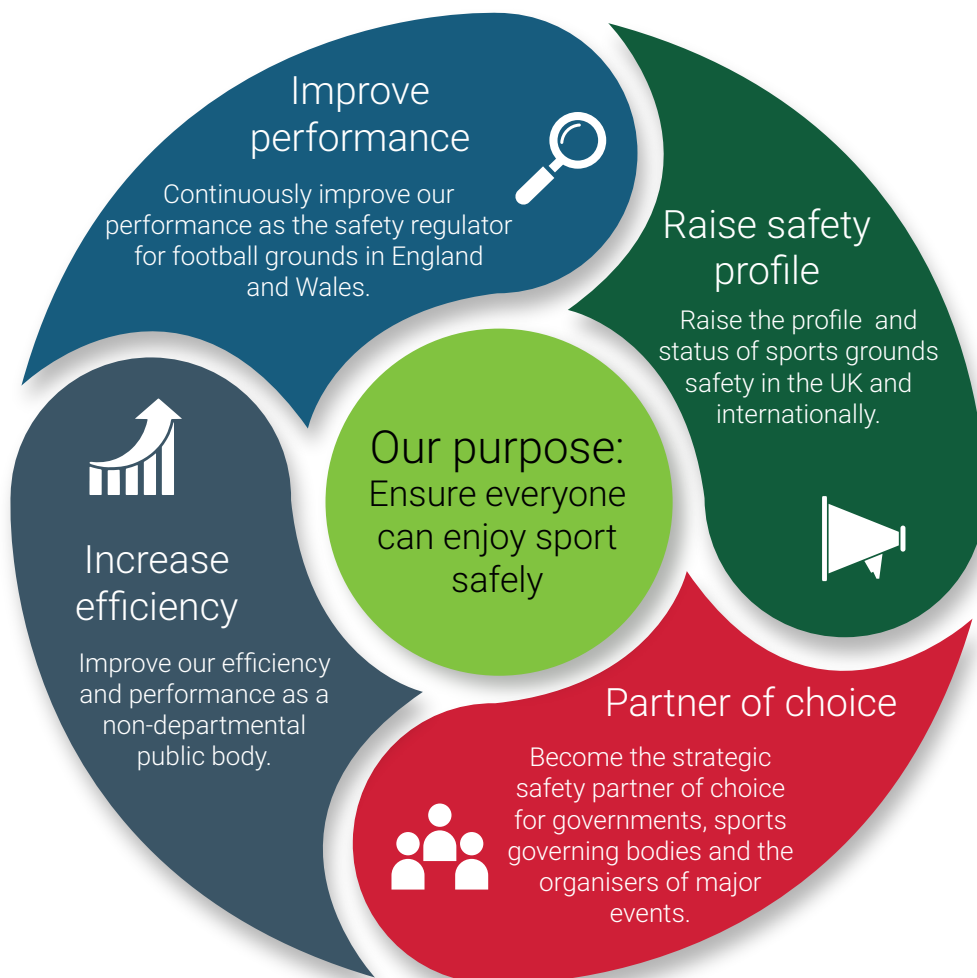 Improve
performance
Continuously improve our
performance as the safety regulator
for football grounds in England
and Wales.
Raise safety
profile
Raise the profile and
status of sports grounds
safety in the UK and
internationally.
Our purpose:
Ensure everyone
can enjoy sport
safely
Increase
efficiency
Improve our efficiency
and performance as a
non-departmental
public body.
Partner of choice
Become the strategic
safety partner of choice
for governments, sports
governing bodies and the
organisers of major
events.